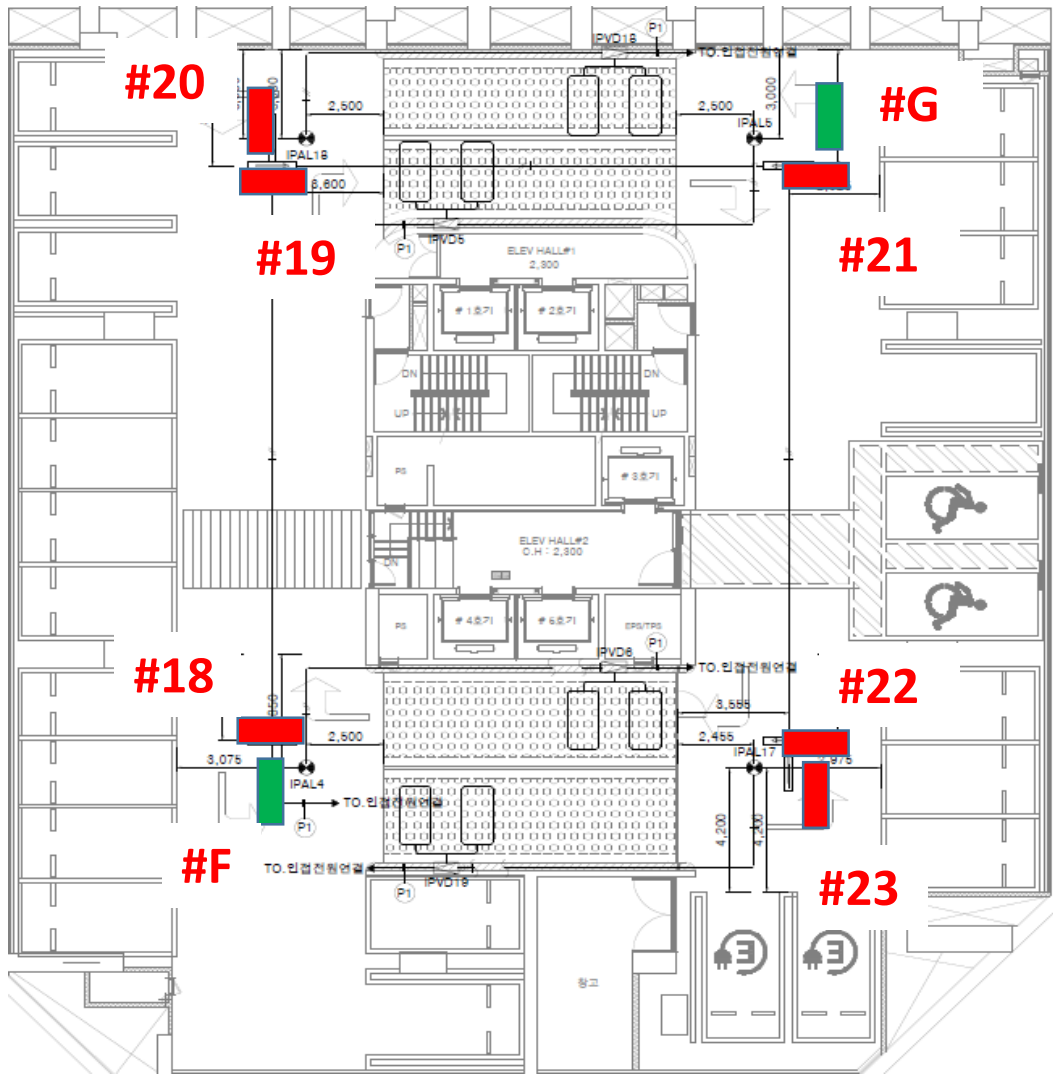 IPVD18
P1
TO.인접전원연결
#20
#G
2,500
2,500
3,000
IPAL5
IPAL18
3,600
P1
IPVD5
#19
#21
ELEV HALL#1
2,300
# 1호기
# 2호기
DN
DN
UP
UP
PS
# 3호기
ELEV HALL#2
O.H : 2,300
DN
PS
# 4호기
# 5호기
EPS/TPS
P1
IPVD6
TO.인접전원연결
#18
#22
3,555
2,500
2,455
3,075
IPAL17
2,975
IPAL4
TO.인접전원연결
P1
4,200
4,200
#F
TO.인접전원연결
IPVD19
P1
#23
E
E
창고